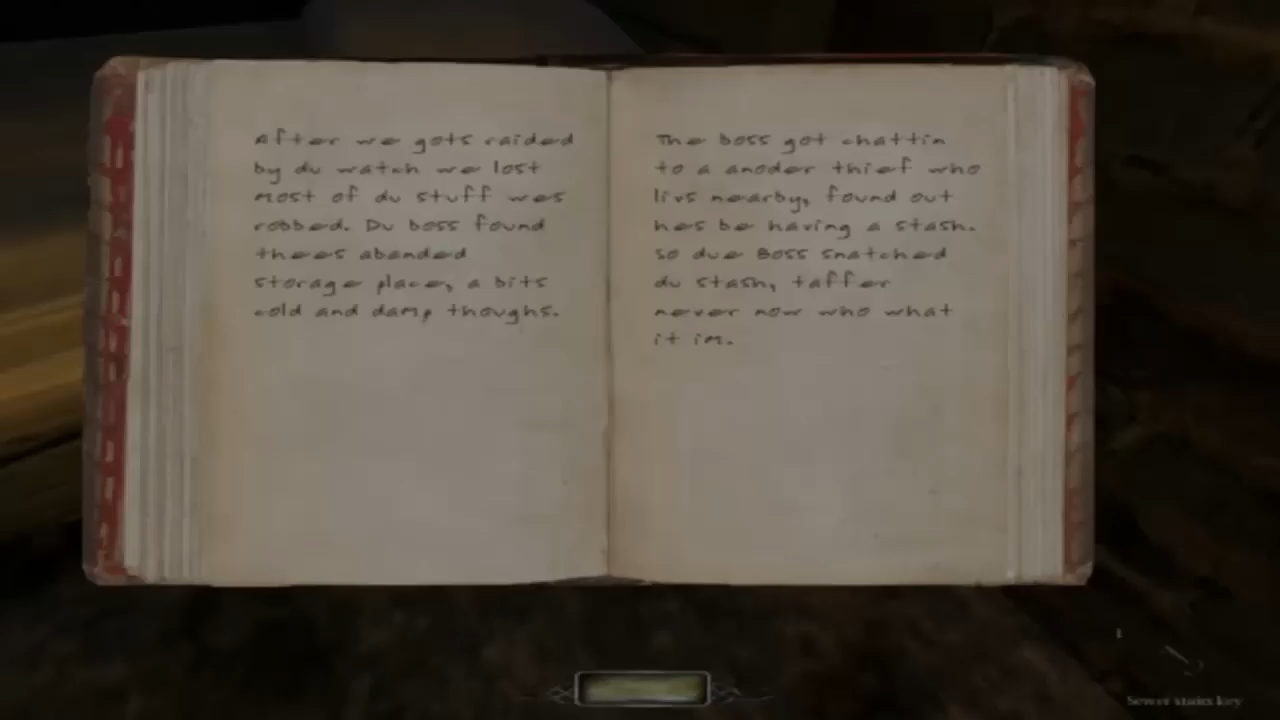 After we gots raided
by du watch we lost
most of du stuff wes
robbed. Du boss found
thees abanded
storage place, a bits
cold and damp thoughs.
The boss got chattin
to a anoder thief who
livs nearby, found out
hes be having a stash.
so due Boss snatched
du stash, taffer
never now who what
it im.
1
Sewer key